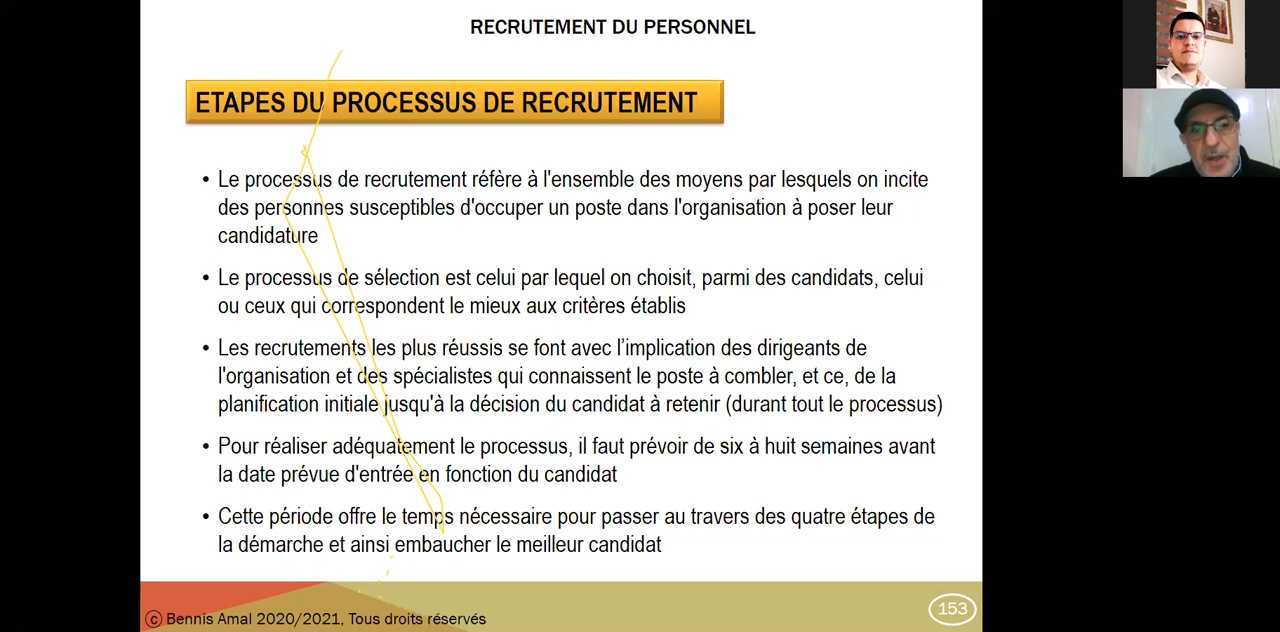 RECRUTEMENT DU PERSONNEL
ETAPES DU PROCESSUS DE RECRUTEMENT
• Le processus de recrutement réfère à l'ensemble des moyens par lesquels on incite
des personnes susceptibles d'occuper un poste dans l'organisation à poser leur
candidature
• Le processus de sélection est celui par lequel on choisit, parmi des candidats, celui
ou ceux qui correspondent le mieux aux critères établis
• Les recrutements les plus réussis se font avec l’implication des dirigeants de
l'organisation et des spécialistes qui connaissent le poste à combler, et ce, de la
planification initiale jusqu'à la décision du candidat à retenir (durant tout le processus)
• Pour réaliser adéquatement le processus, il faut prévoir de six à huit semaines avant
la date prévue d'entrée en fonction du candidat
• Cette période offre le temps nécessaire pour passer au travers des quatre étapes de
la démarche et ainsi embaucher le meilleur candidat
© Bennis Amal 2020/2021, Tous droits réservés
153